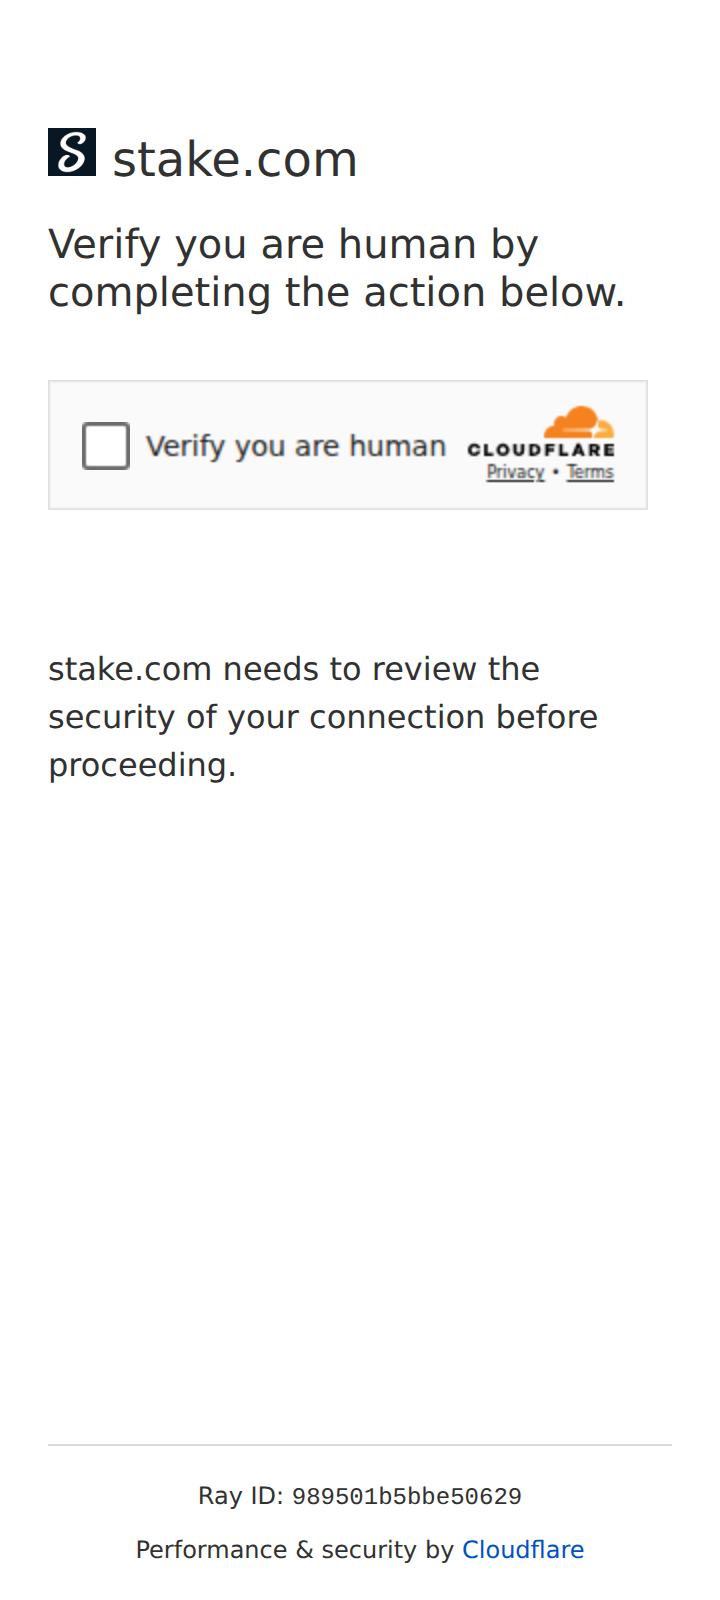 stake.com
Verify you are human by
completing the action below.
Verify you are human
CLOUDFLARE
Privacy • Terms
stake.com needs to review the
security of your connection before
proceeding.
Ray ID: 989501b5bbe50629
Performance & security by Cloudflare